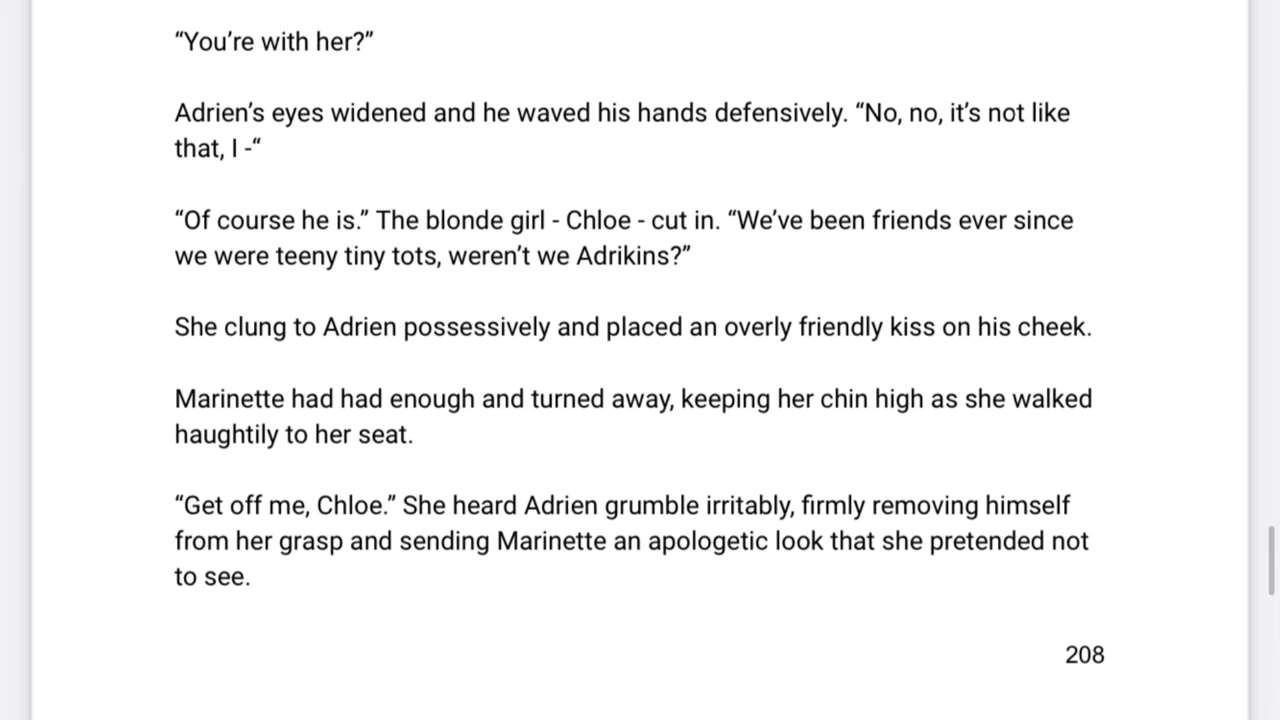 “You’re with her?”
Adrien’s eyes widened and he waved his hands defensively. “No, no, it’s not like
that, I -“
“Of course he is.” The blonde girl - Chloe - cut in. “We’ve been friends ever since
we were teeny tiny tots, weren’t we Adrikins?”
She clung to Adrien possessively and placed an overly friendly kiss on his cheek.
Marinette had had enough and turned away, keeping her chin high as she walked
haughtily to her seat.
“Get off me, Chloe.” She heard Adrien grumble irritably, firmly removing himself
from her grasp and sending Marinette an apologetic look that she pretended not
to see.
208